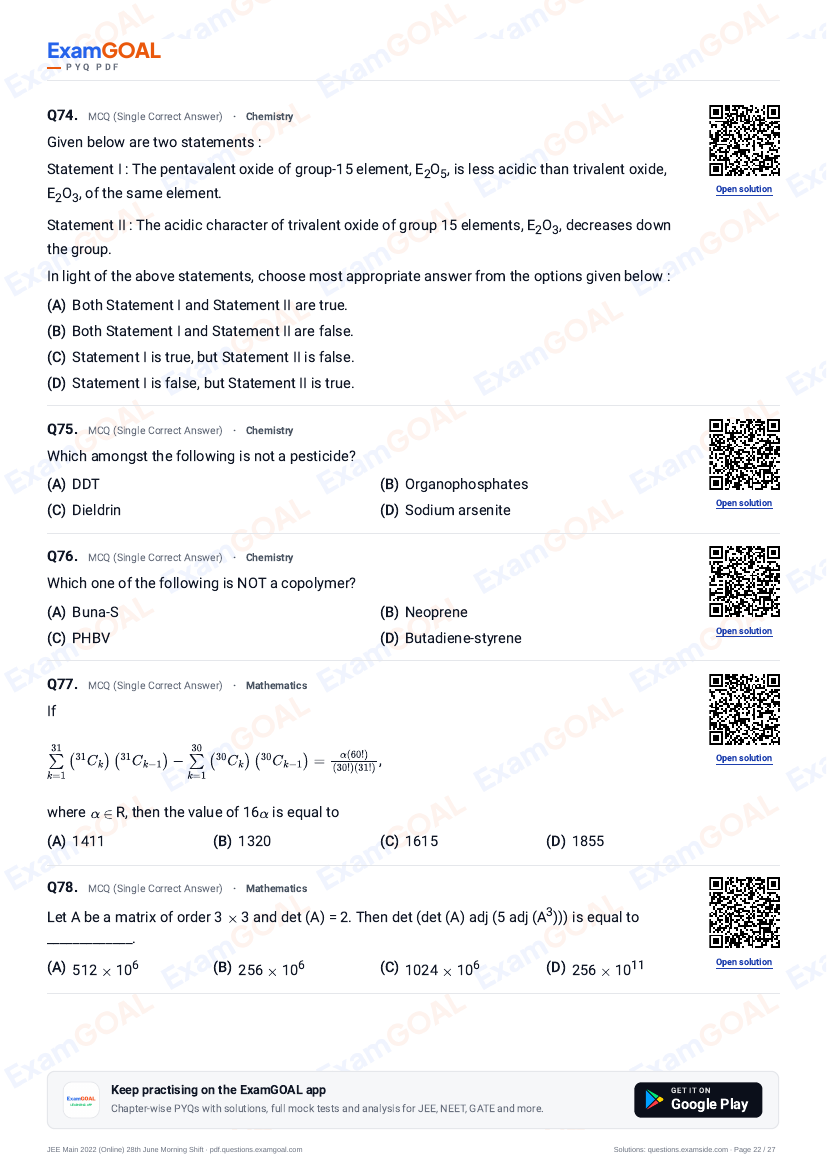 ExamGOAL
PYQ PDF
Q74. MCQ (Single Correct Answer) · Chemistry
Given below are two statements :
Statement I : The pentavalent oxide of group-15 element, E₂O₅, is less acidic than trivalent oxide,
E₂O₃, of the same element.
Statement II : The acidic character of trivalent oxide of group 15 elements, E₂O₃, decreases down
the group.
In light of the above statements, choose most appropriate answer from the options given below :
(A) Both Statement I and Statement II are true.
(B) Both Statement I and Statement II are false.
(C) Statement I is true, but Statement II is false.
(D) Statement I is false, but Statement II is true.
Open solution
Q75. MCQ (Single Correct Answer) · Chemistry
Which amongst the following is not a pesticide?
(A) DDT (B) Organophosphates
(C) Dieldrin (D) Sodium arsenite
Open solution
Q76. MCQ (Single Correct Answer) · Chemistry
Which one of the following is NOT a copolymer?
(A) Buna-S (B) Neoprene
(C) PHBV (D) Butadiene-styrene
Open solution
Q77. MCQ (Single Correct Answer) · Mathematics
If
\sum_{k=1}^{31} (^{31}C_k) (^{31}C_{k-1}) − \sum_{k=1}^{30} (^{30}C_k) (^{30}C_{k-1}) = \frac{α(60!)}{(30!)(31!)},
where α ∈ R, then the value of 16α is equal to
(A) 1411 (B) 1320 (C) 1615 (D) 1855
Open solution
Q78. MCQ (Single Correct Answer) · Mathematics
Let A be a matrix of order 3 × 3 and det (A) = 2. Then det (det (A) adj (5 adj (A³))) is equal to
_____________.
(A) 512 × 10⁶ (B) 256 × 10⁶ (C) 1024 × 10⁶ (D) 256 × 10¹¹
Open solution
Keep practising on the ExamGOAL app
Chapter-wise PYQs with solutions, full mock tests and analysis for JEE, NEET, GATE and more.
GET IT ON
Google Play
JEE Main 2022 (Online) 28th June Morning Shift · pdf.questions.examgoal.com
Solutions: questions.examside.com · Page 22 / 27